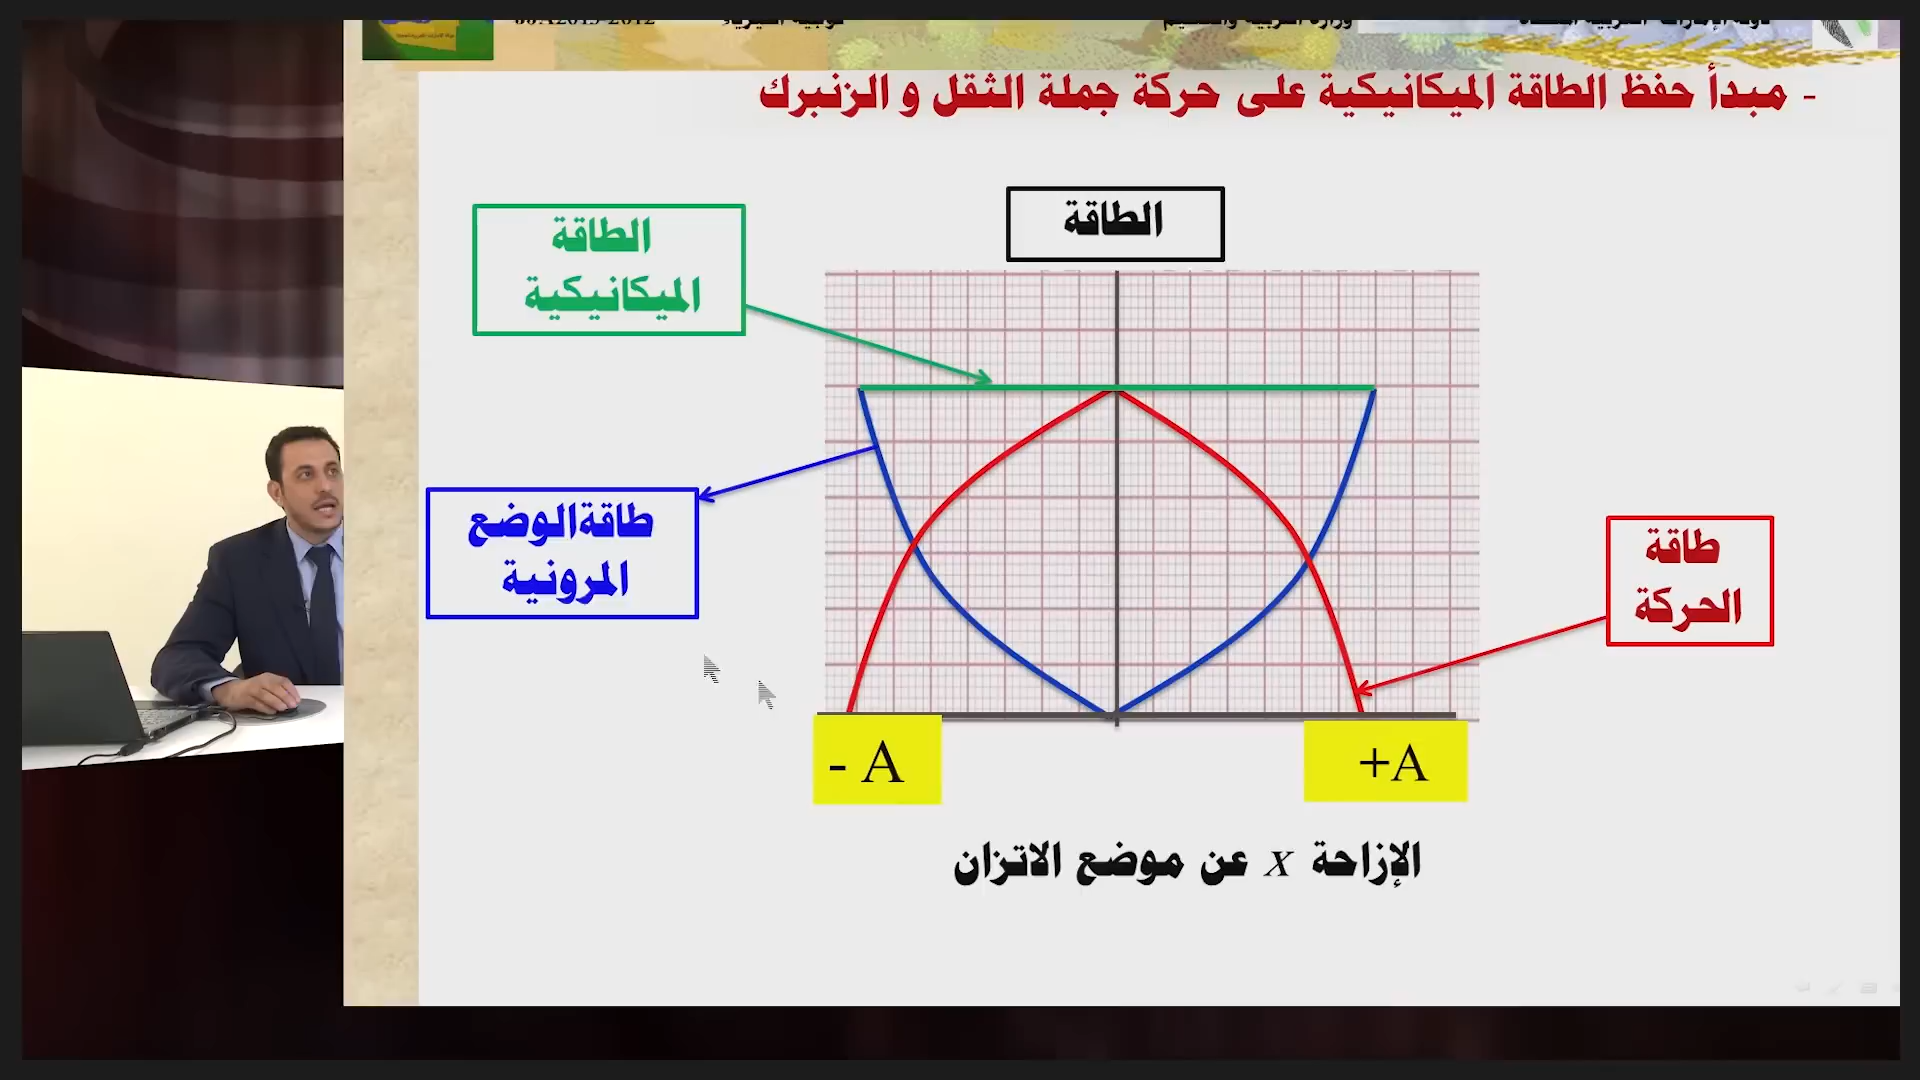 - مبدأ حفظ الطاقة الميكانيكية على حركة جملة الثقل و الزنبرك
الطاقة
الطاقة
الميكانيكية
طاقةالوضع
المرونية
طاقة
الحركة
- A
+A
الإزاحة x عن موضع الاتزان